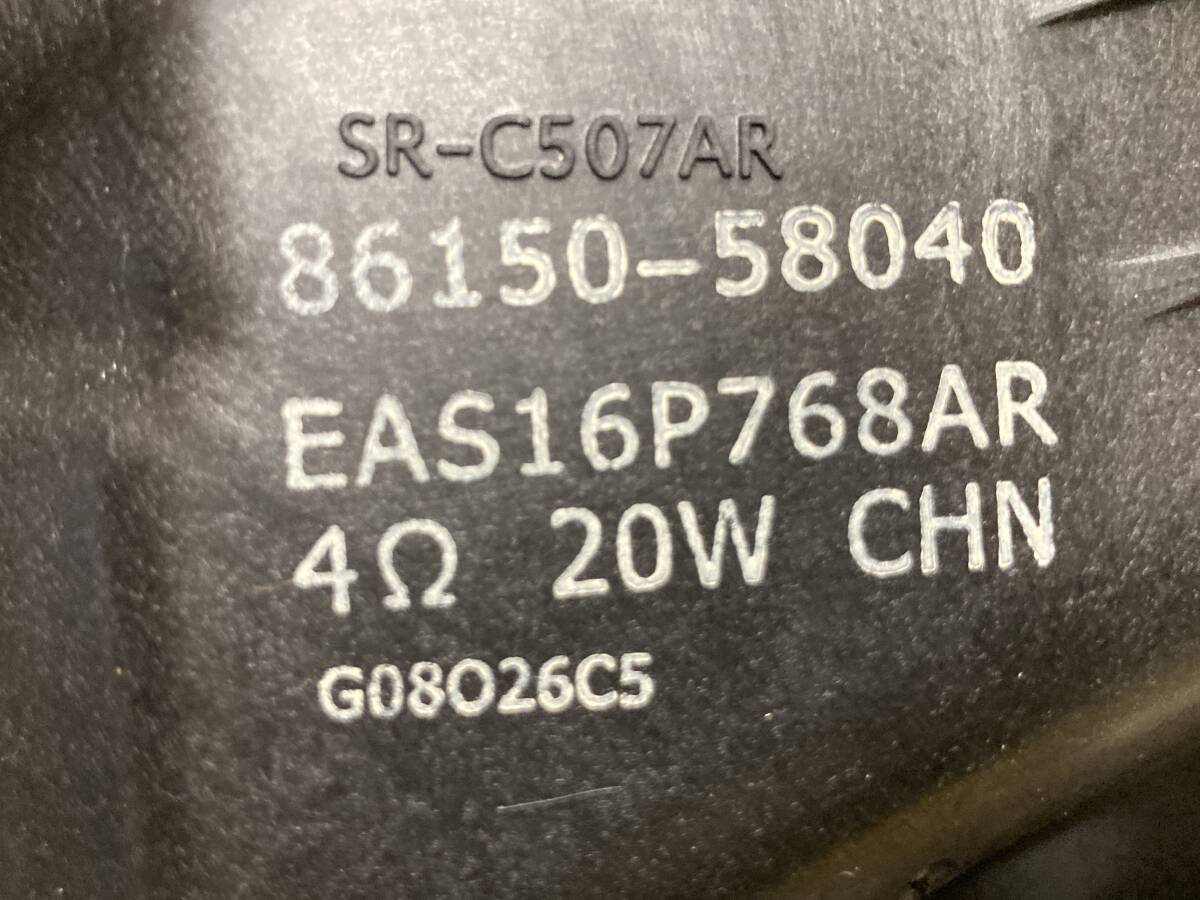 SR-C507AR
86150-58040
EAS16P768AR
4Ω 20W CHN
G08O26C5